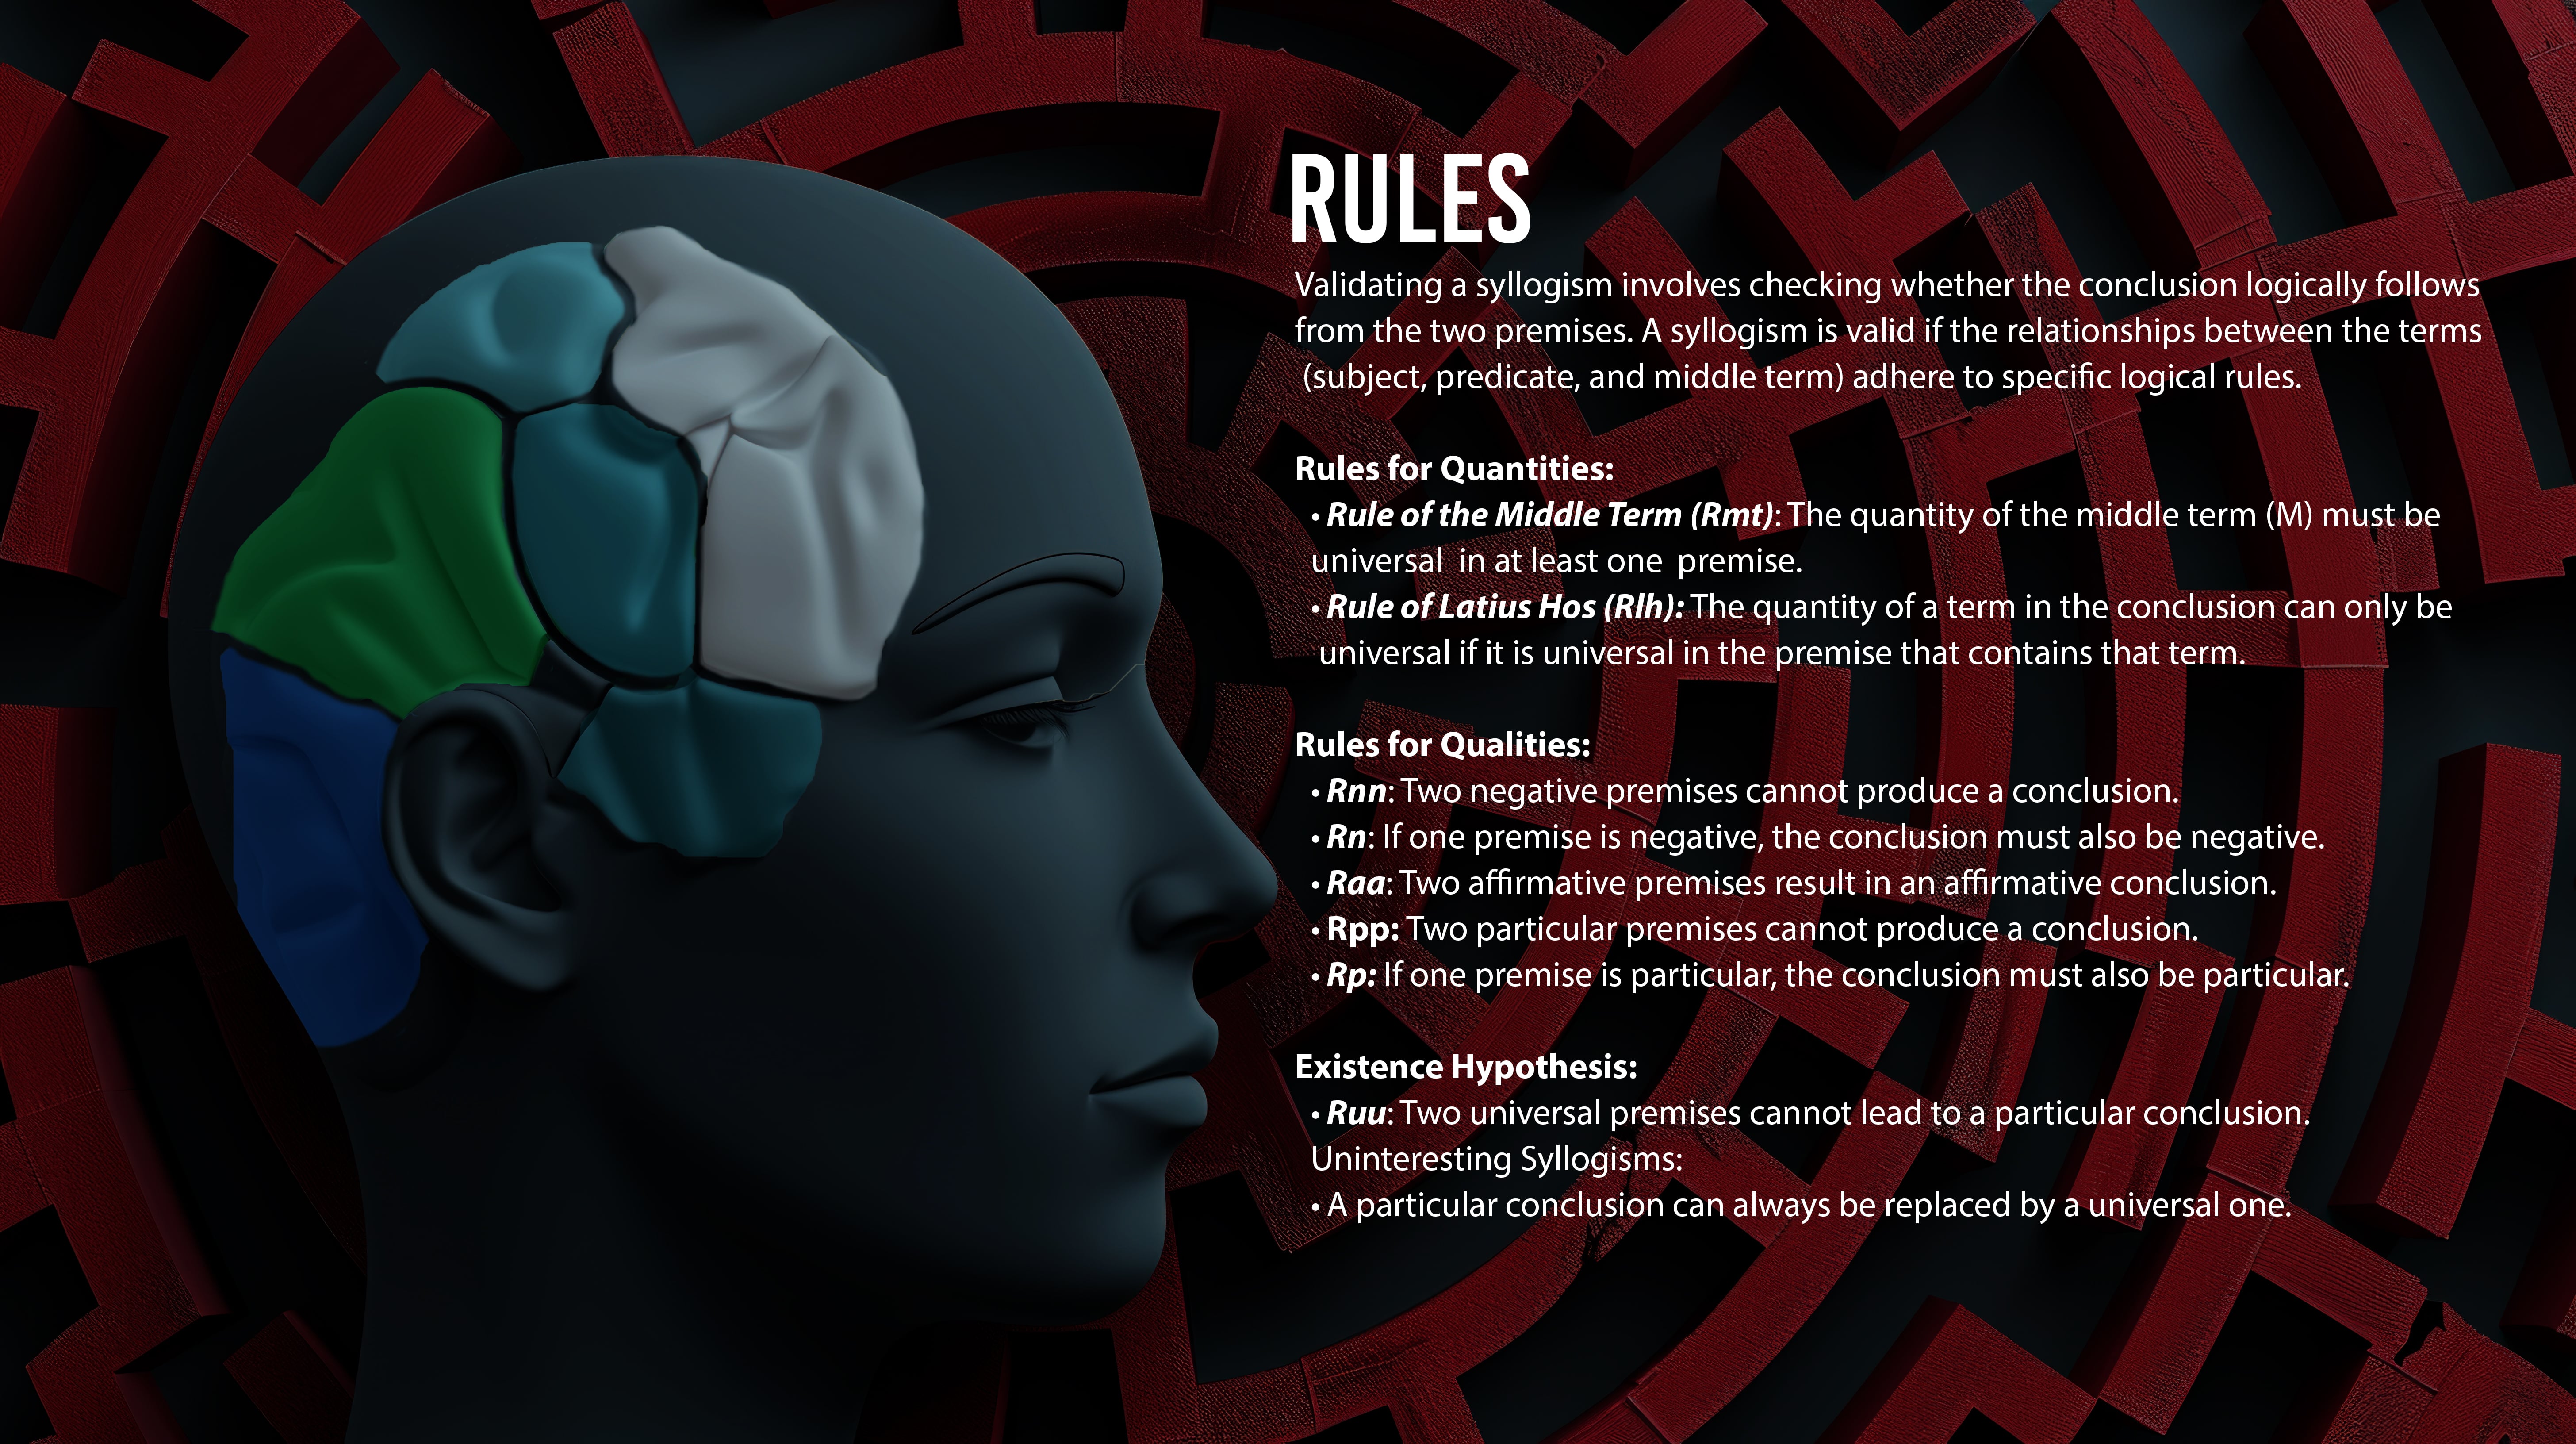 RULES
Validating a syllogism involves checking whether the conclusion logically follows
from the two premises. A syllogism is valid if the relationships between the terms
(subject, predicate, and middle term) adhere to specific logical rules.
Rules for Quantities:
• Rule of the Middle Term (Rmt): The quantity of the middle term (M) must be
universal in at least one premise.
• Rule of Latius Hos (Rlh): The quantity of a term in the conclusion can only be
universal if it is universal in the premise that contains that term.
Rules for Qualities:
• Rnn: Two negative premises cannot produce a conclusion.
• Rn: If one premise is negative, the conclusion must also be negative.
• Raa: Two affirmative premises result in an affirmative conclusion.
• Rpp: Two particular premises cannot produce a conclusion.
• Rp: If one premise is particular, the conclusion must also be particular.
Existence Hypothesis:
• Ruu: Two universal premises cannot lead to a particular conclusion.
Uninteresting Syllogisms:
• A particular conclusion can always be replaced by a universal one.